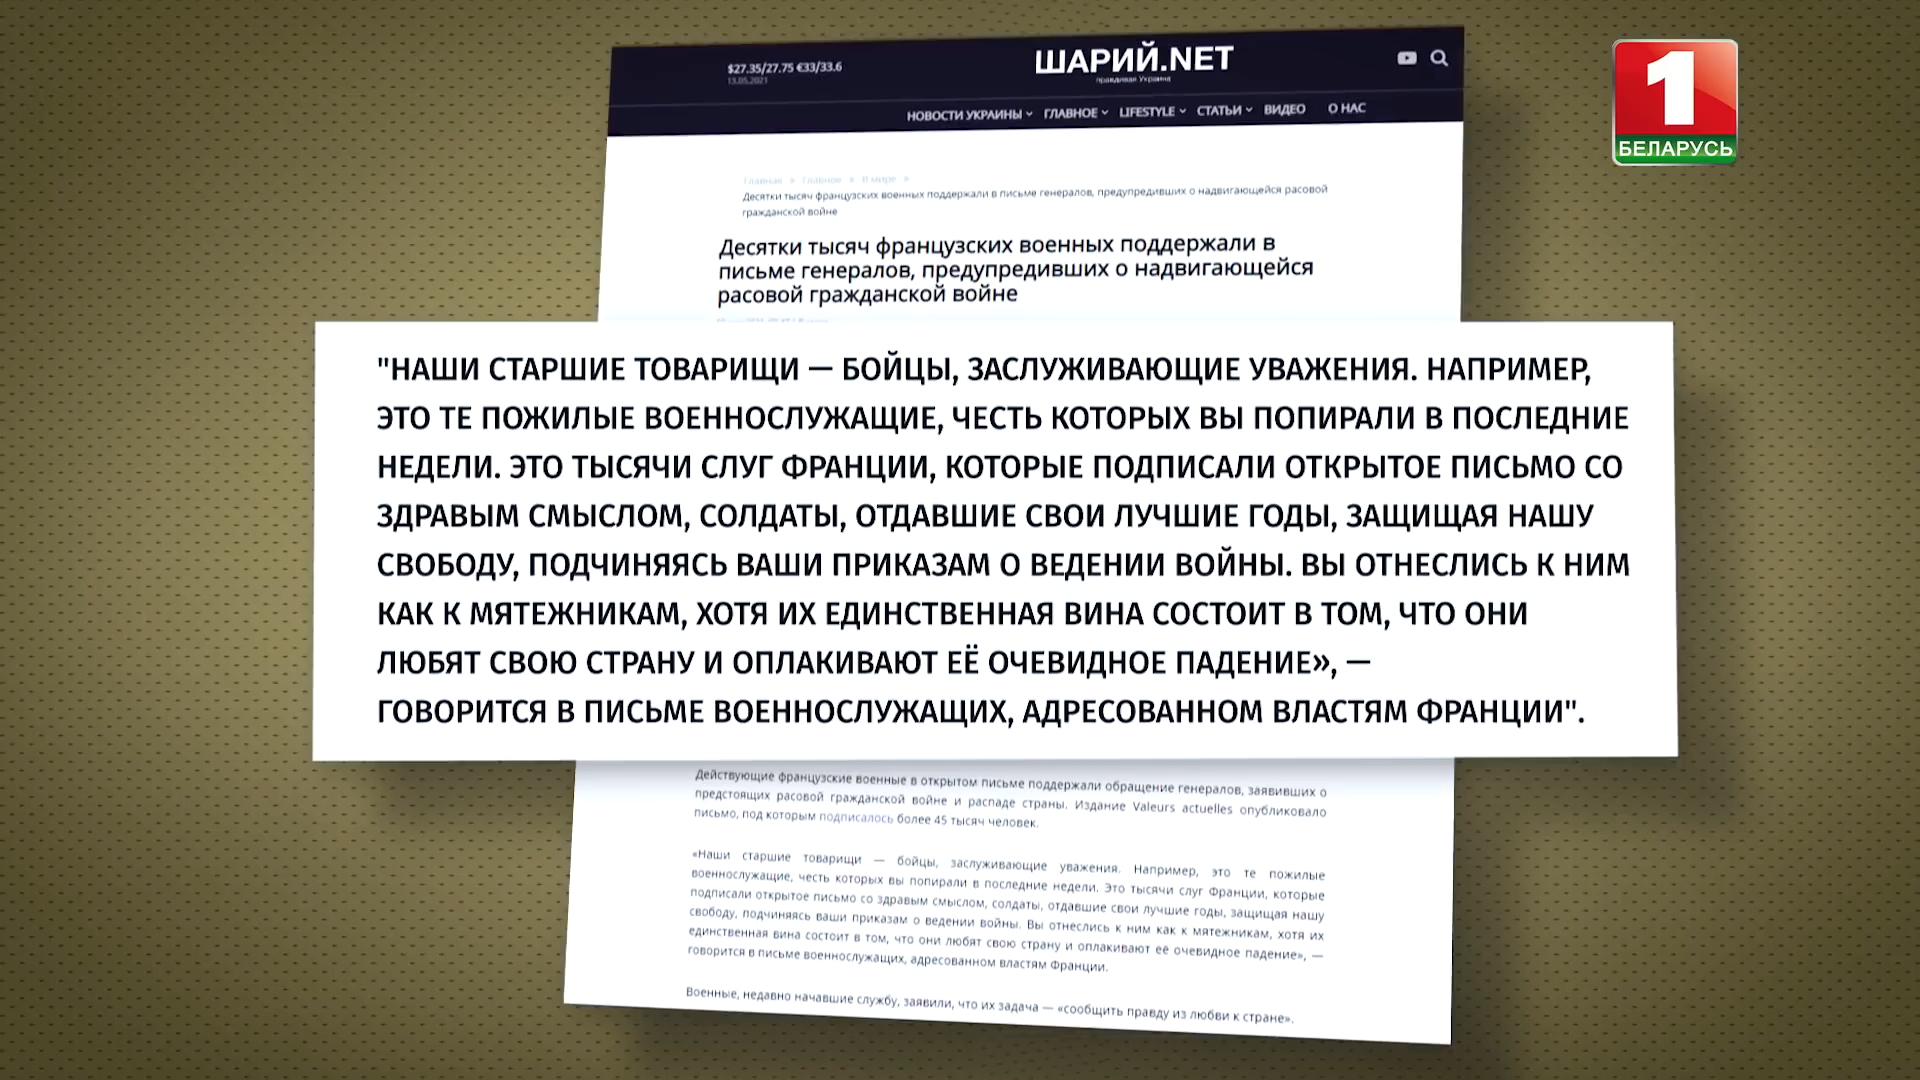 $27.35/27.75 €33/33.6
13.05.2021
ШАРИЙ.NET
правдивая Украина
НОВОСТИ УКРАИНЫ ГЛАВНОЕ LIFESTYLE СТАТЬИ ВИДЕО О НАС
1
БЕЛАРУСЬ
Главная » Главное » В мире »
Десятки тысяч французских военных поддержали в письме генералов, предупредивших о надвигающейся расовой
гражданской войне
Десятки тысяч французских военных поддержали в
письме генералов, предупредивших о надвигающейся
расовой гражданской войне
"НАШИ СТАРШИЕ ТОВАРИЩИ — БОЙЦЫ, ЗАСЛУЖИВАЮЩИЕ УВАЖЕНИЯ. НАПРИМЕР,
ЭТО ТЕ ПОЖИЛЫЕ ВОЕННОСЛУЖАЩИЕ, ЧЕСТЬ КОТОРЫХ ВЫ ПОПИРАЛИ В ПОСЛЕДНИЕ
НЕДЕЛИ. ЭТО ТЫСЯЧИ СЛУГ ФРАНЦИИ, КОТОРЫЕ ПОДПИСАЛИ ОТКРЫТОЕ ПИСЬМО СО
ЗДРАВЫМ СМЫСЛОМ, СОЛДАТЫ, ОТДАВШИЕ СВОИ ЛУЧШИЕ ГОДЫ, ЗАЩИЩАЯ НАШУ
СВОБОДУ, ПОДЧИНЯЯСЬ ВАШИ ПРИКАЗАМ О ВЕДЕНИИ ВОЙНЫ. ВЫ ОТНЕСЛИСЬ К НИМ
КАК К МЯТЕЖНИКАМ, ХОТЯ ИХ ЕДИНСТВЕННАЯ ВИНА СОСТОИТ В ТОМ, ЧТО ОНИ
ЛЮБЯТ СВОЮ СТРАНУ И ОПЛАКИВАЮТ ЕЁ ОЧЕВИДНОЕ ПАДЕНИЕ», —
ГОВОРИТСЯ В ПИСЬМЕ ВОЕННОСЛУЖАЩИХ, АДРЕСОВАННОМ ВЛАСТЯМ ФРАНЦИИ".
Действующие французские военные в открытом письме поддержали обращение генералов, заявивших о
предстоящих расовой гражданской войне и распаде страны. Издание Valeurs actuelles опубликовало
письмо, под которым подписалось более 45 тысяч человек.
«Наши старшие товарищи — бойцы, заслуживающие уважения. Например, это те пожилые
военнослужащие, честь которых вы попирали в последние недели. Это тысячи слуг Франции, которые
подписали открытое письмо со здравым смыслом, солдаты, отдавшие свои лучшие годы, защищая нашу
свободу, подчиняясь ваши приказам о ведении войны. Вы отнеслись к ним как к мятежникам, хотя их
единственная вина состоит в том, что они любят свою страну и оплакивают её очевидное падение», —
говорится в письме военнослужащих, адресованном властям Франции.
Военные, недавно начавшие службу, заявили, что их задача — «сообщить правду из любви к стране».